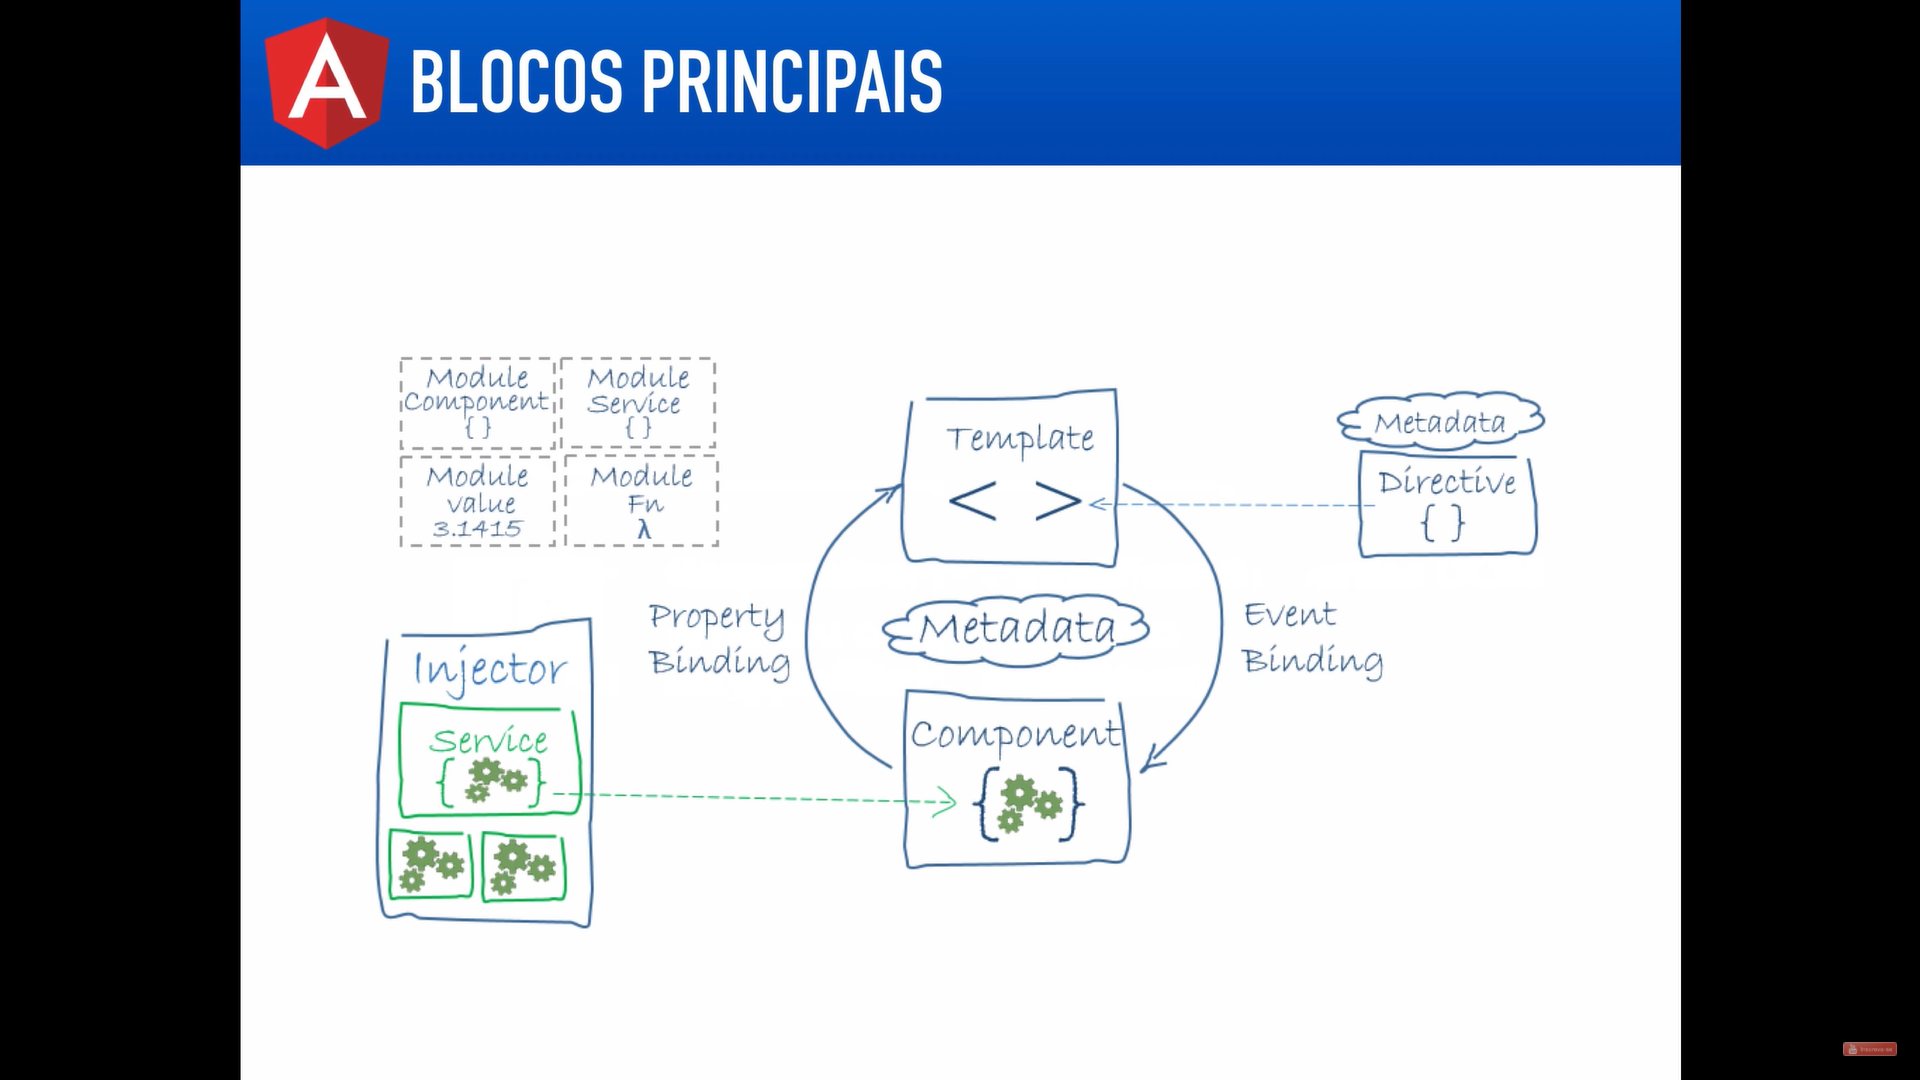 A BLOCOS PRINCIPAIS
Module
Component
{ }
Module
Service
{ }
Module
value
3.1415
Module
Fn
λ
Template
< >
Metadata
Directive
{ }
Property
Binding
Metadata
Event
Binding
Injector
Service
{ }
Component
{ }